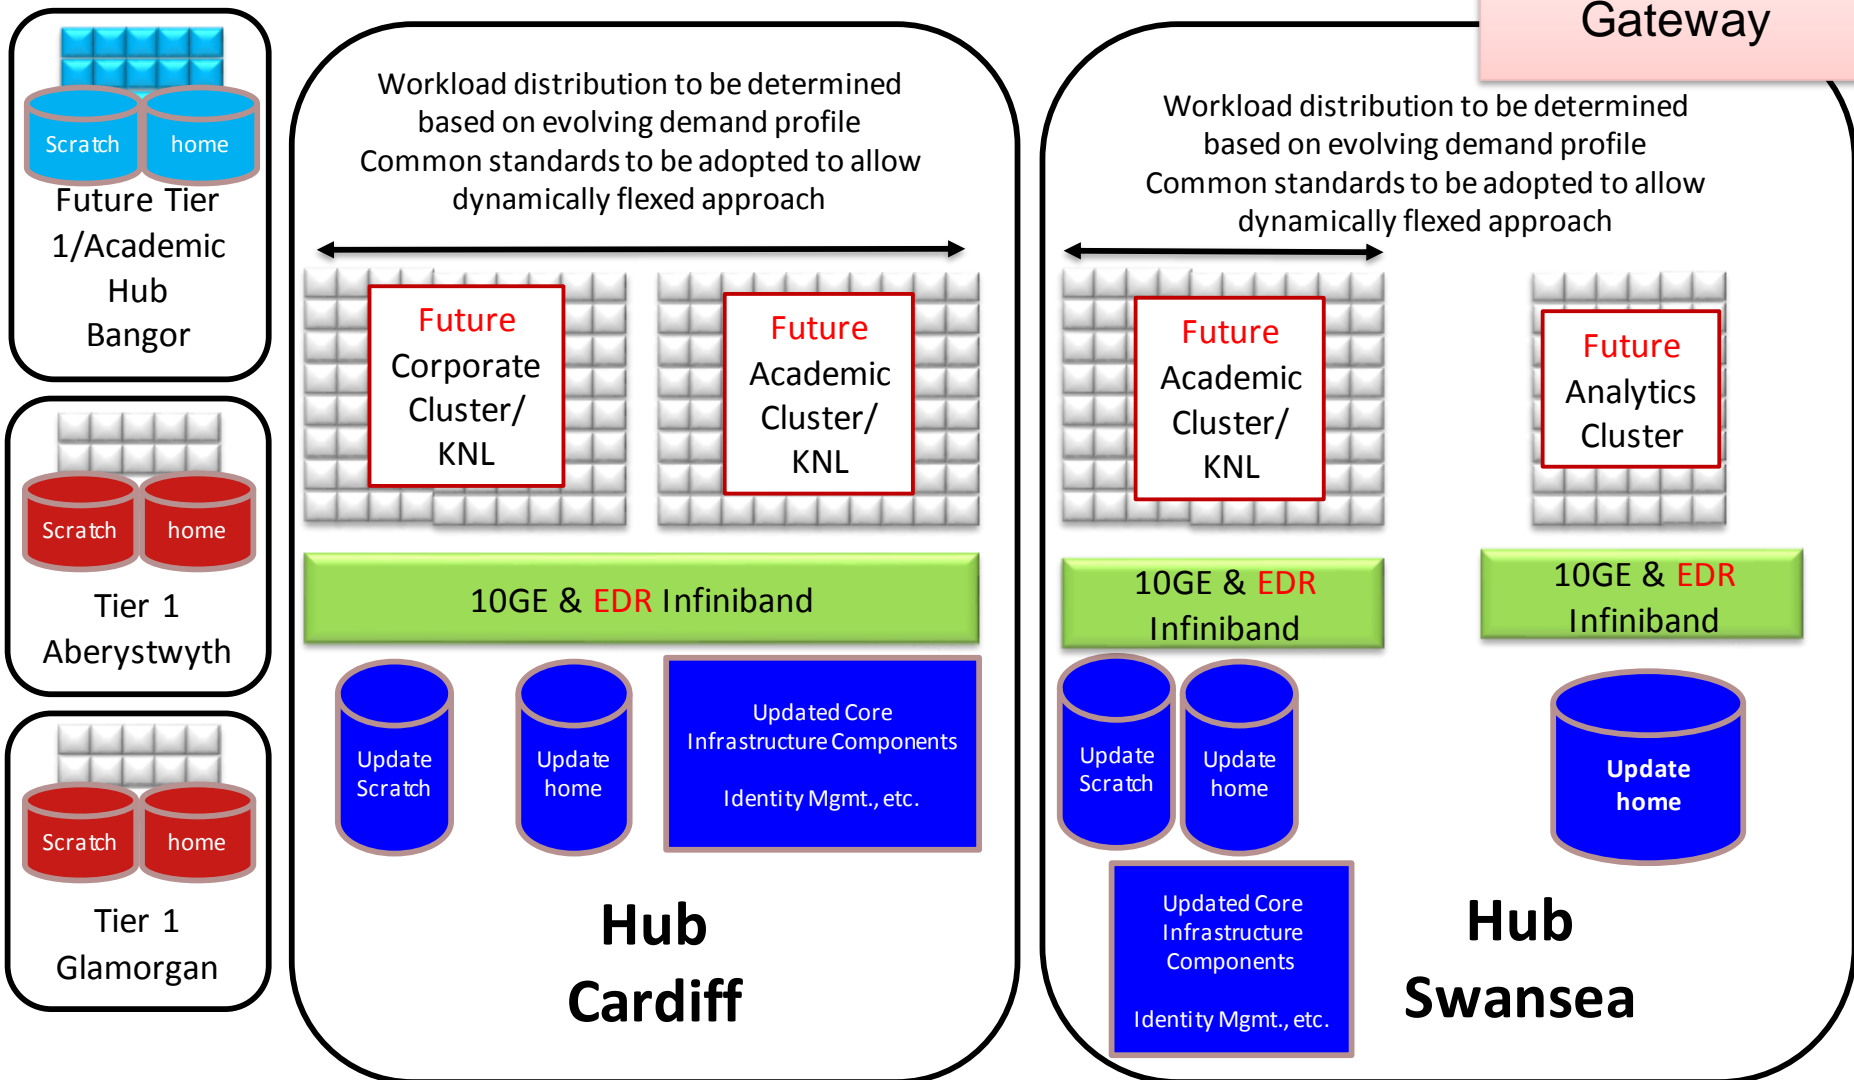 Gateway
Scratch
home
Future Tier
1/Academic
Hub
Bangor
Scratch
home
Tier 1
Aberystwyth
Scratch
home
Tier 1
Glamorgan
Workload distribution to be determined
based on evolving demand profile
Common standards to be adopted to allow
dynamically flexed approach
Future
Corporate
Cluster/
KNL
Future
Academic
Cluster/
KNL
10GE & EDR Infiniband
Update
Scratch
Update
home
Updated Core
Infrastructure Components
Identity Mgmt., etc.
Hub
Cardiff
Workload distribution to be determined
based on evolving demand profile
Common standards to be adopted to allow
dynamically flexed approach
Future
Academic
Cluster/
KNL
Future
Analytics
Cluster
10GE & EDR
Infiniband
10GE & EDR
Infiniband
Update
Scratch
Update
home
Update
home
Updated Core
Infrastructure
Components
Identity Mgmt., etc.
Hub
Swansea